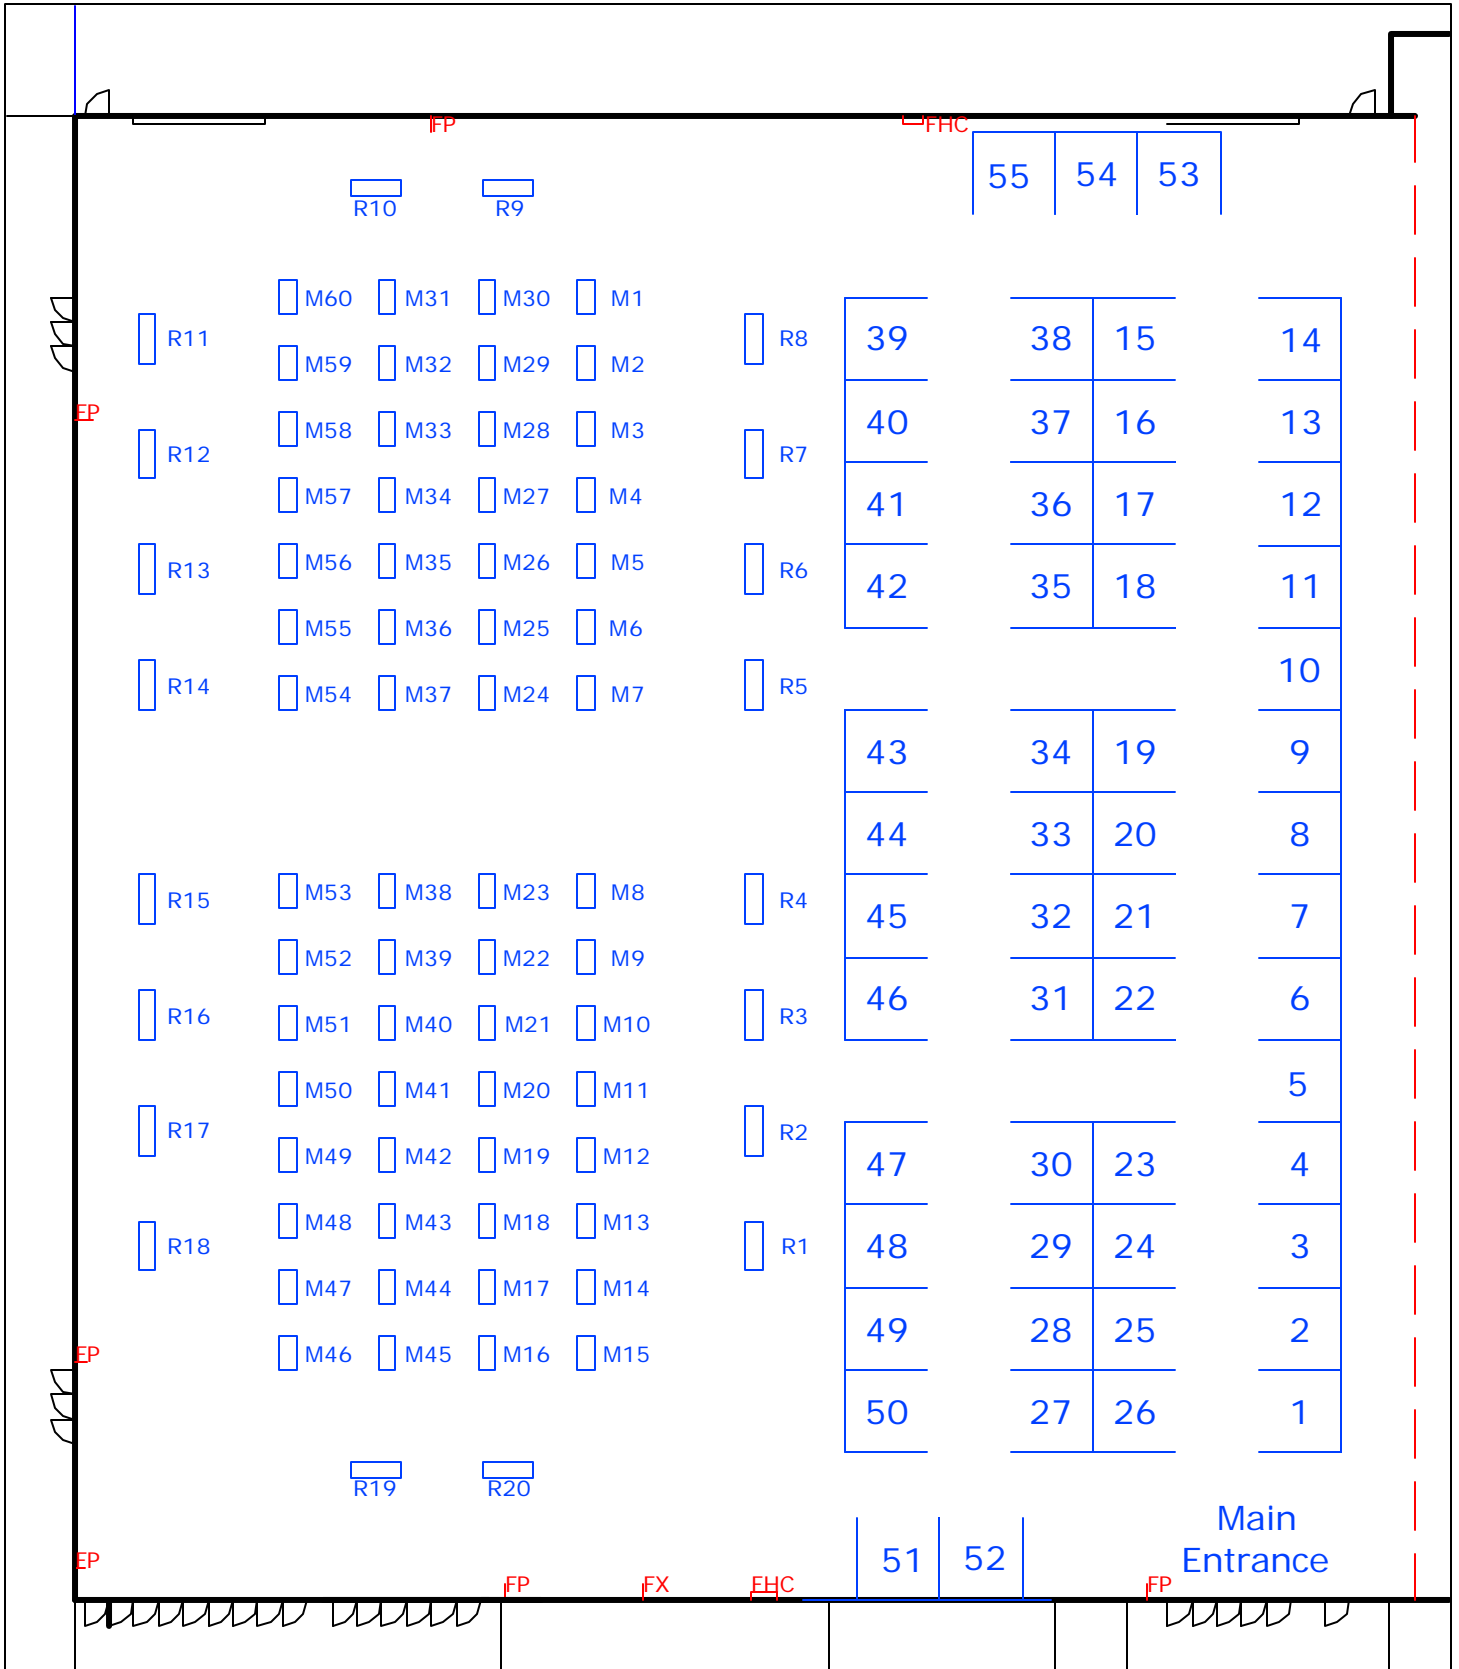 FP
FHC
55 54 53
R10 R9
M60 M31 M30 M1
R11 R8 39 38 15 14
M59 M32 M29 M2
EP
M58 M33 M28 M3 40 37 16 13
R12 R7
M57 M34 M27 M4 41 36 17 12
M56 M35 M26 M5
R13 R6 42 35 18 11
M55 M36 M25 M6
10
R14 R5
M54 M37 M24 M7
43 34 19 9
44 33 20 8
M53 M38 M23 M8
R15 R4 45 32 21 7
M52 M39 M22 M9
46 31 22 6
R16 R3
M51 M40 M21 M10
5
M50 M41 M20 M11
R17 R2
M49 M42 M19 M12 47 30 23 4
M48 M43 M18 M13
R18 R1 48 29 24 3
M47 M44 M17 M14
49 28 25 2
EP
M46 M45 M16 M15
50 27 26 1
R19 R20
Main
Entrance
EP
51 52
FP FX FHC FP